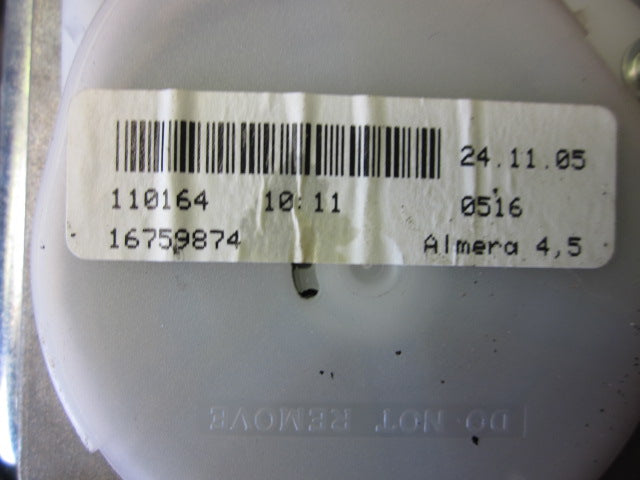 24.11.05
110164 10:11 0516
16759874 Almera 4,5
DO NOT REMOVE